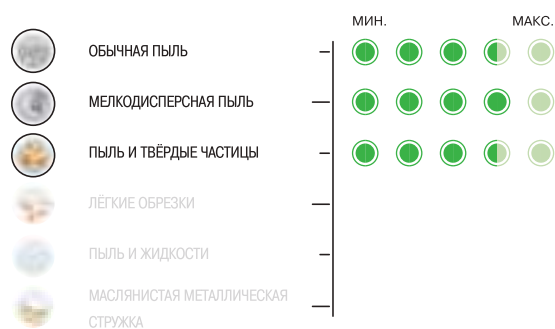 МИН. МАКС.
ОБЫЧНАЯ ПЫЛЬ
МЕЛКОДИСПЕРСНАЯ ПЫЛЬ
ПЫЛЬ И ТВЁРДЫЕ ЧАСТИЦЫ
ЛЁГКИЕ ОБРЕЗКИ
ПЫЛЬ И ЖИДКОСТИ
МАСЛЯНИСТАЯ МЕТАЛЛИЧЕСКАЯ
СТРУЖКА